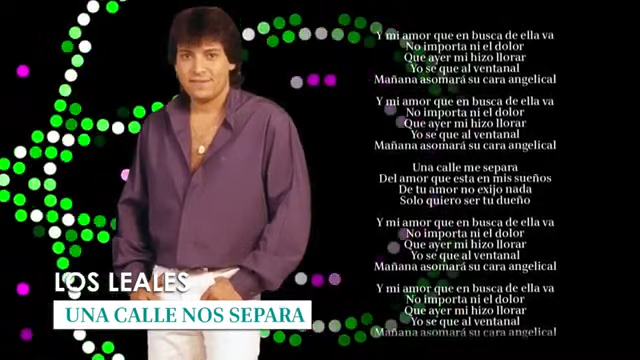 Y mi amor que en busca de ella va
No importa ni el dolor
Que ayer mi hizo llorar
Yo se que al ventanal
Mañana asomará su cara angelical
Y mi amor que en busca de ella va
No importa ni el dolor
Que ayer mi hizo llorar
Yo se que al ventanal
Mañana asomará su cara angelical
Una calle me separa
Del amor que esta en mis sueños
De tu amor no exijo nada
Solo quiero ser tu dueño
Y mi amor que en busca de ella va
No importa ni el dolor
Que ayer mi hizo llorar
Yo se que al ventanal
Mañana asomará su cara angelical
Y mi amor que en busca de ella va
No importa ni el dolor
Que ayer mi hizo llorar
Yo se que al ventanal
Mañana asomará su cara angelical
LOS LEALES
UNA CALLE NOS SEPARA